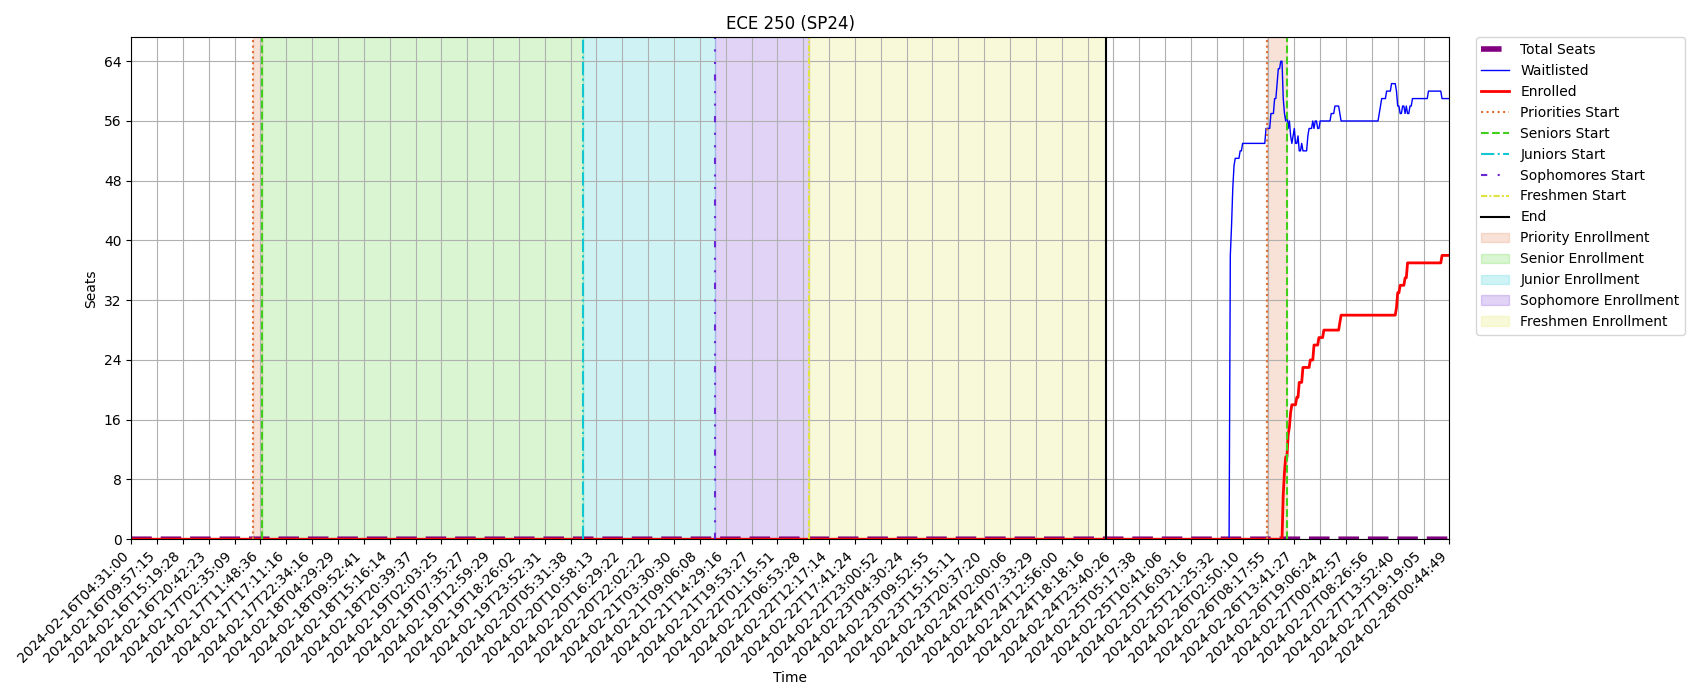 ECE 250 (SP24)
Seats
64
56
48
40
32
24
16
8
0
2024-02-16T04:31:00
2024-02-16T09:57:15
2024-02-16T15:19:28
2024-02-16T20:42:23
2024-02-17T02:35:09
2024-02-17T11:48:36
2024-02-17T17:11:16
2024-02-17T22:34:16
2024-02-18T04:29:29
2024-02-18T09:52:41
2024-02-18T15:16:14
2024-02-18T20:39:37
2024-02-19T02:03:25
2024-02-19T07:35:27
2024-02-19T12:59:29
2024-02-19T18:26:02
2024-02-19T23:52:31
2024-02-20T05:31:38
2024-02-20T10:58:13
2024-02-20T16:29:22
2024-02-20T22:02:22
2024-02-21T03:30:30
2024-02-21T09:06:08
2024-02-21T14:29:16
2024-02-21T19:53:27
2024-02-22T01:15:51
2024-02-22T06:53:28
2024-02-22T12:17:14
2024-02-22T17:41:24
2024-02-22T23:00:52
2024-02-23T04:30:24
2024-02-23T09:52:55
2024-02-23T15:15:11
2024-02-23T20:37:20
2024-02-24T02:00:06
2024-02-24T07:33:29
2024-02-24T12:56:00
2024-02-24T18:18:16
2024-02-24T23:40:26
2024-02-25T05:17:38
2024-02-25T10:41:06
2024-02-25T16:03:16
2024-02-25T21:25:32
2024-02-26T02:50:10
2024-02-26T08:17:55
2024-02-26T13:41:27
2024-02-26T19:06:24
2024-02-27T00:42:57
2024-02-27T08:26:56
2024-02-27T13:52:40
2024-02-27T19:19:05
2024-02-28T00:44:49
Time
Total Seats
Waitlisted
Enrolled
Priorities Start
Seniors Start
Juniors Start
Sophomores Start
Freshmen Start
End
Priority Enrollment
Senior Enrollment
Junior Enrollment
Sophomore Enrollment
Freshmen Enrollment